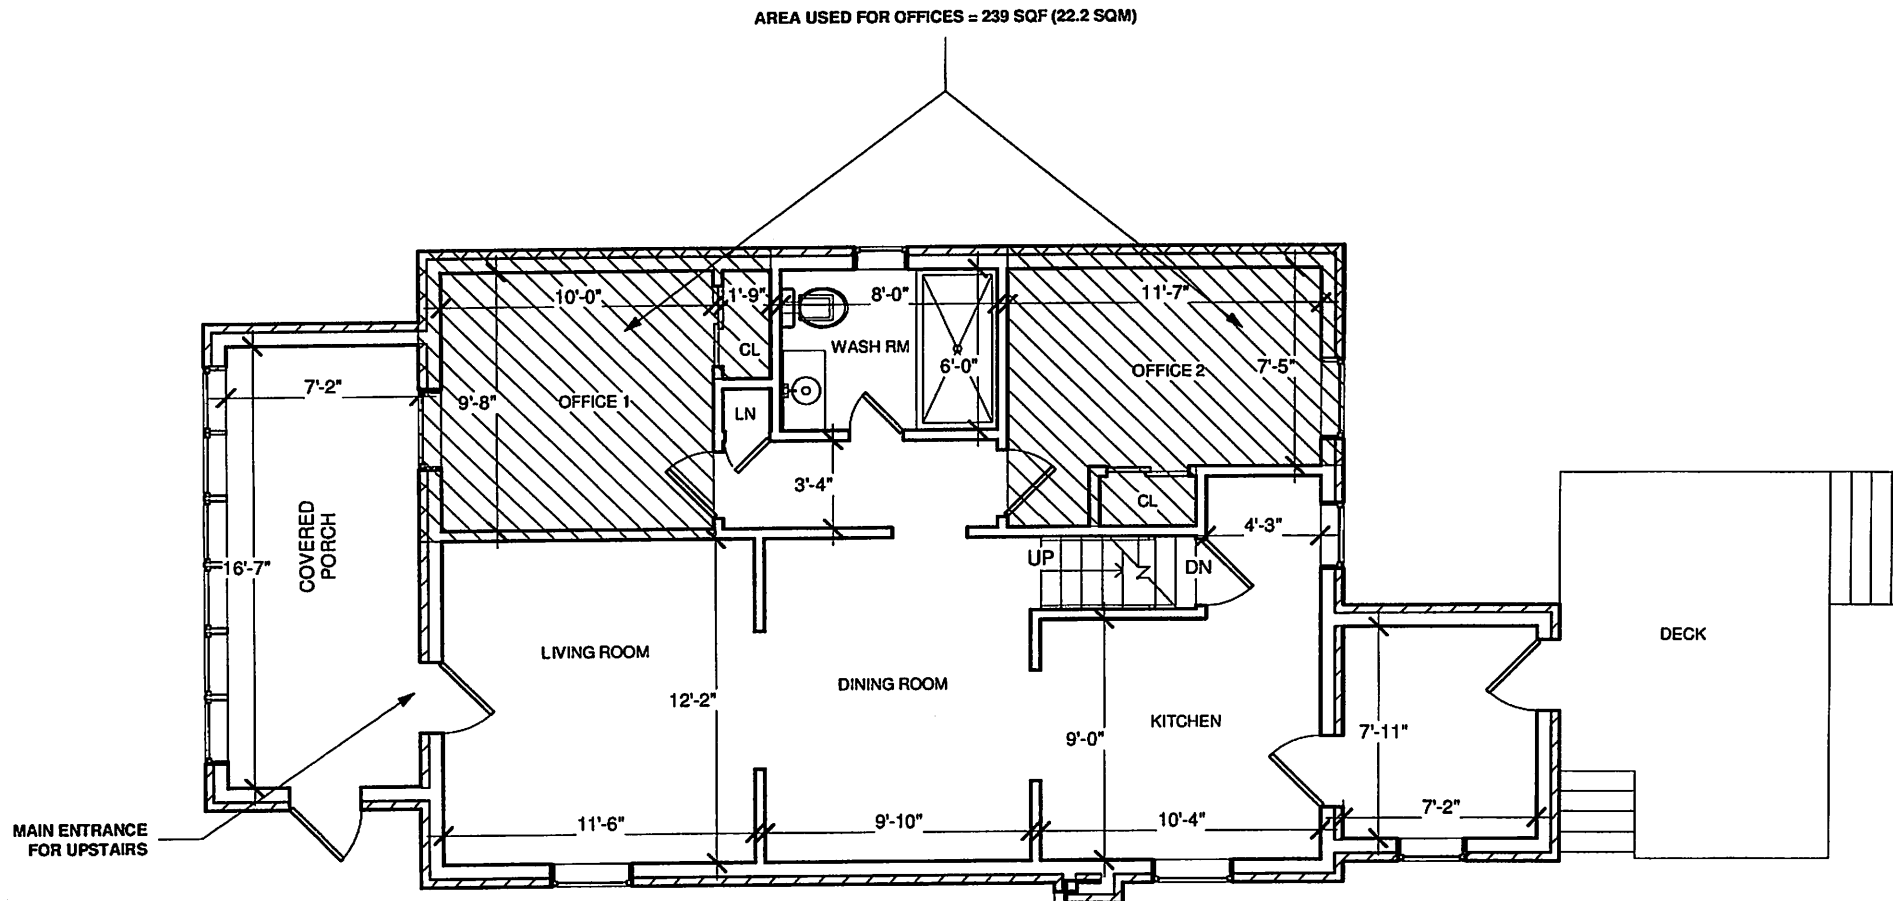 AREA USED FOR OFFICES = 239 SQF (22.2 SQM)
10'-0"
1'-9"
8'-0"
11'-7"
CL
WASH RM
6'-0"
OFFICE 2
7'-5"
7'-2"
9'-8"
OFFICE 1
LN
3'-4"
CL
4'-3"
COVERED
PORCH
16'-7"
UP
DN
LIVING ROOM
DINING ROOM
12'-2"
KITCHEN
9'-0"
7'-11"
DECK
11'-6"
9'-10"
10'-4"
7'-2"
MAIN ENTRANCE
FOR UPSTAIRS